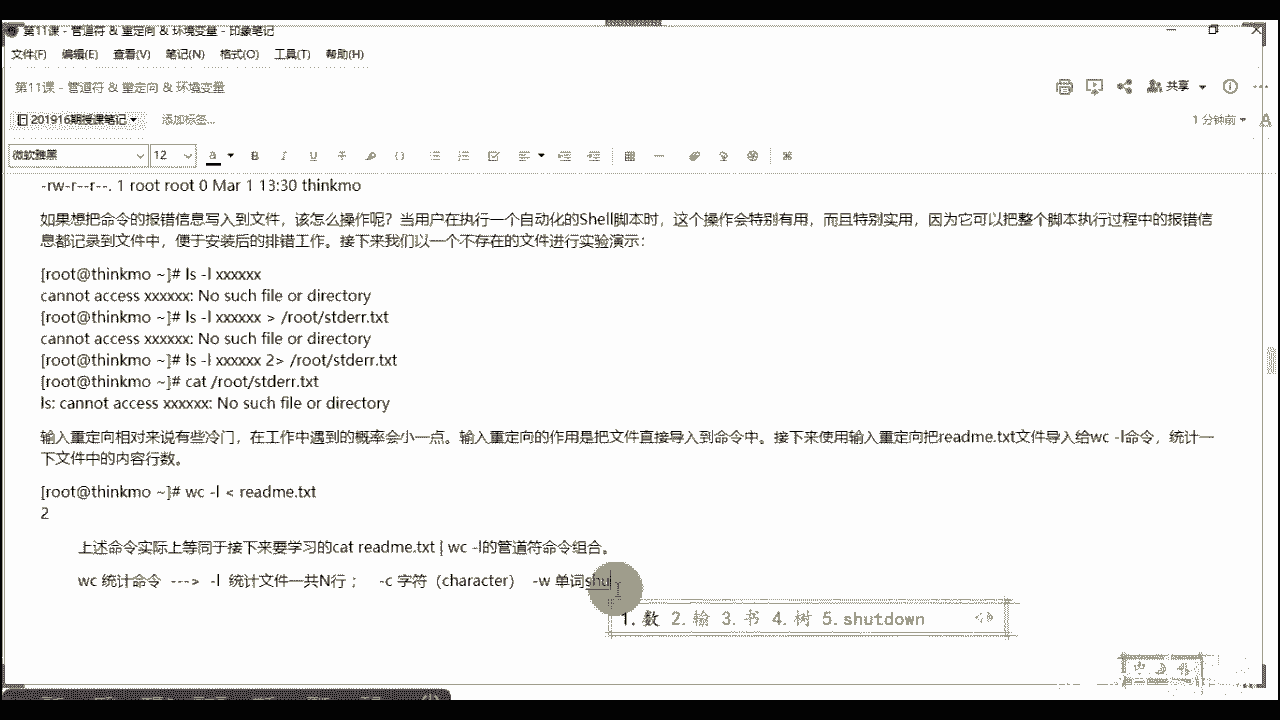 第11课 - 管道符 & 重定向 & 环境变量 - 印象笔记
文件(F) 编辑(E) 查看(V) 笔记(N) 格式(O) 工具(T) 帮助(H)
第11课 - 管道符 & 重定向 & 环境变量
共享
201916期授课笔记 添加标签...
1 分钟前
微软雅黑 12
-rw-r--r--. 1 root root 0 Mar 1 13:30 thinkmo
如果想把命令的报错信息写入到文件，该怎么操作呢？当用户在执行一个自动化的Shell脚本时，这个操作会特别有用，而且特别实用，因为它可以把整个脚本执行过程中的报错信
息都记录到文件中，便于安装后的排错工作。接下来我们以一个不存在的文件进行实验演示：
[root@thinkmo ~]# ls -l xxxxxx
cannot access xxxxxx: No such file or directory
[root@thinkmo ~]# ls -l xxxxxx > /root/stderr.txt
cannot access xxxxxx: No such file or directory
[root@thinkmo ~]# ls -l xxxxxx 2> /root/stderr.txt
[root@thinkmo ~]# cat /root/stderr.txt
ls: cannot access xxxxxx: No such file or directory
输入重定向相对来说有些冷门，在工作中遇到的概率会小一点。输入重定向的作用是把文件直接导入到命令中。接下来使用输入重定向把readme.txt文件导入给wc -l命令，统计一
下文件中的内容行数。
[root@thinkmo ~]# wc -l < readme.txt
2
上述命令实际上等同于接下来要学习的cat readme.txt | wc -l的管道符命令组合。
wc 统计命令 ---> -l 统计文件一共N行； -c 字符（character） -w 单词shu
1. 数 2. 输 3. 书 4. 树 5. shutdown